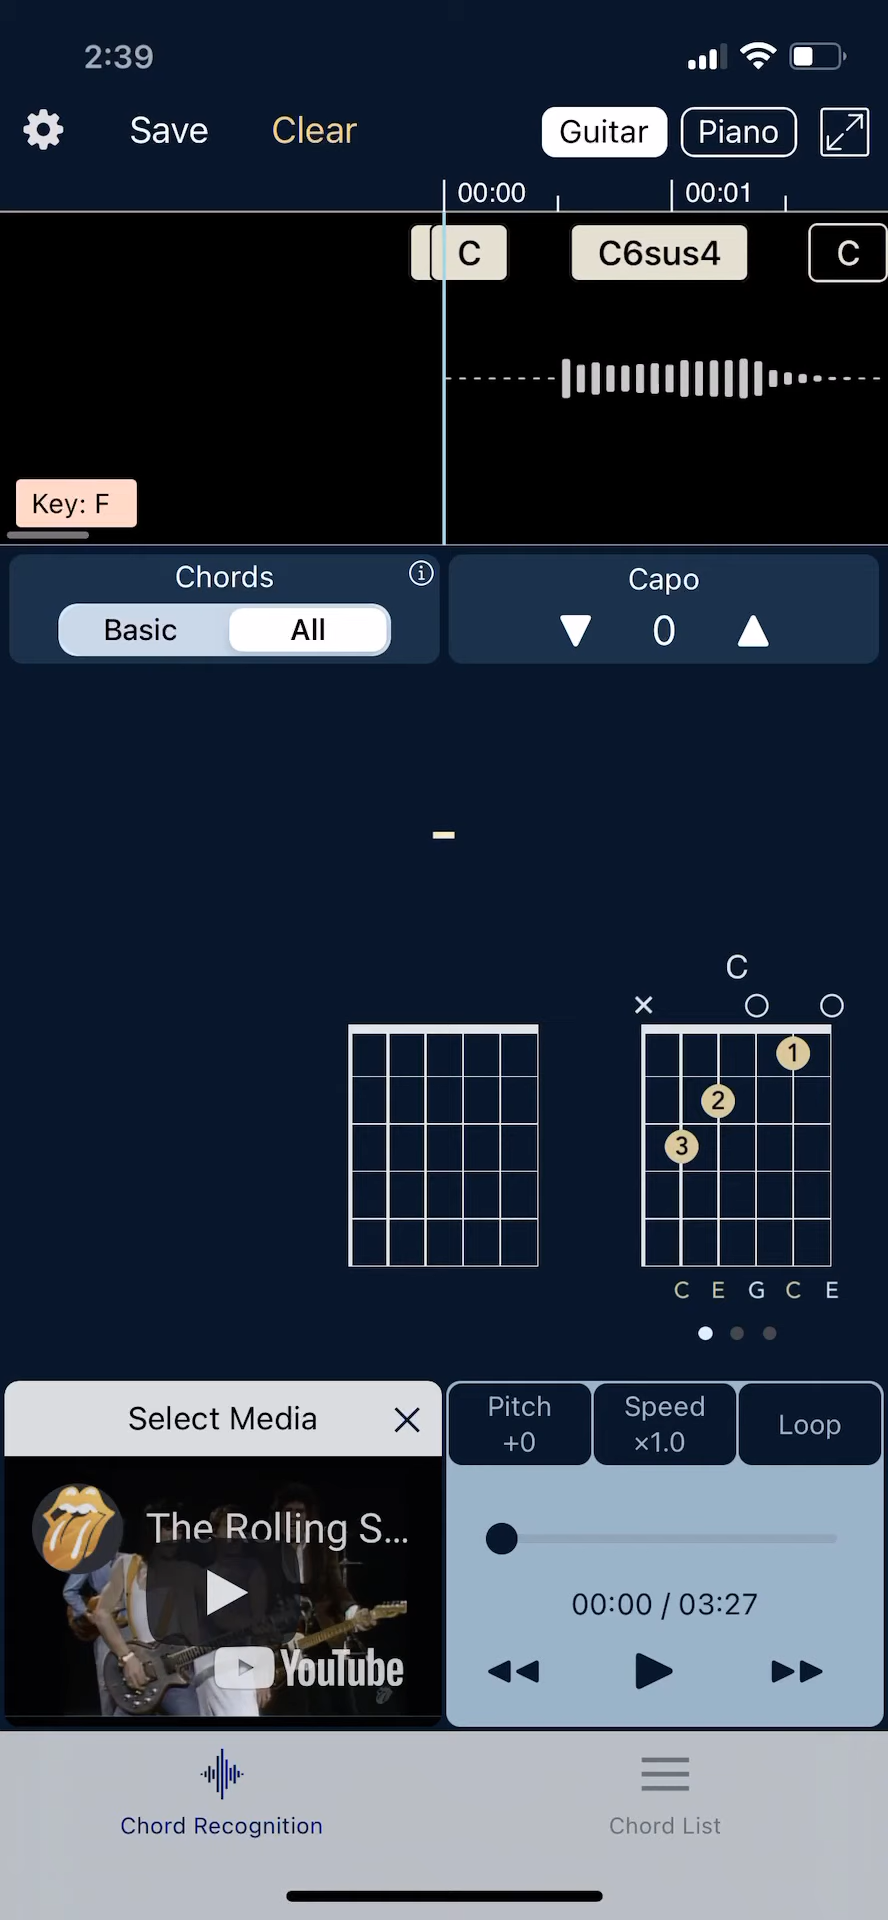 2:39
Save
Clear
Guitar
Piano
00:00
00:01
C
C6sus4
C
Key: F
Chords
Basic
All
Capo
0
-
C
1
2
3
C E G C E
Select Media
Pitch
+0
Speed
×1.0
Loop
The Rolling S...
YouTube
00:00 / 03:27
Chord Recognition
Chord List